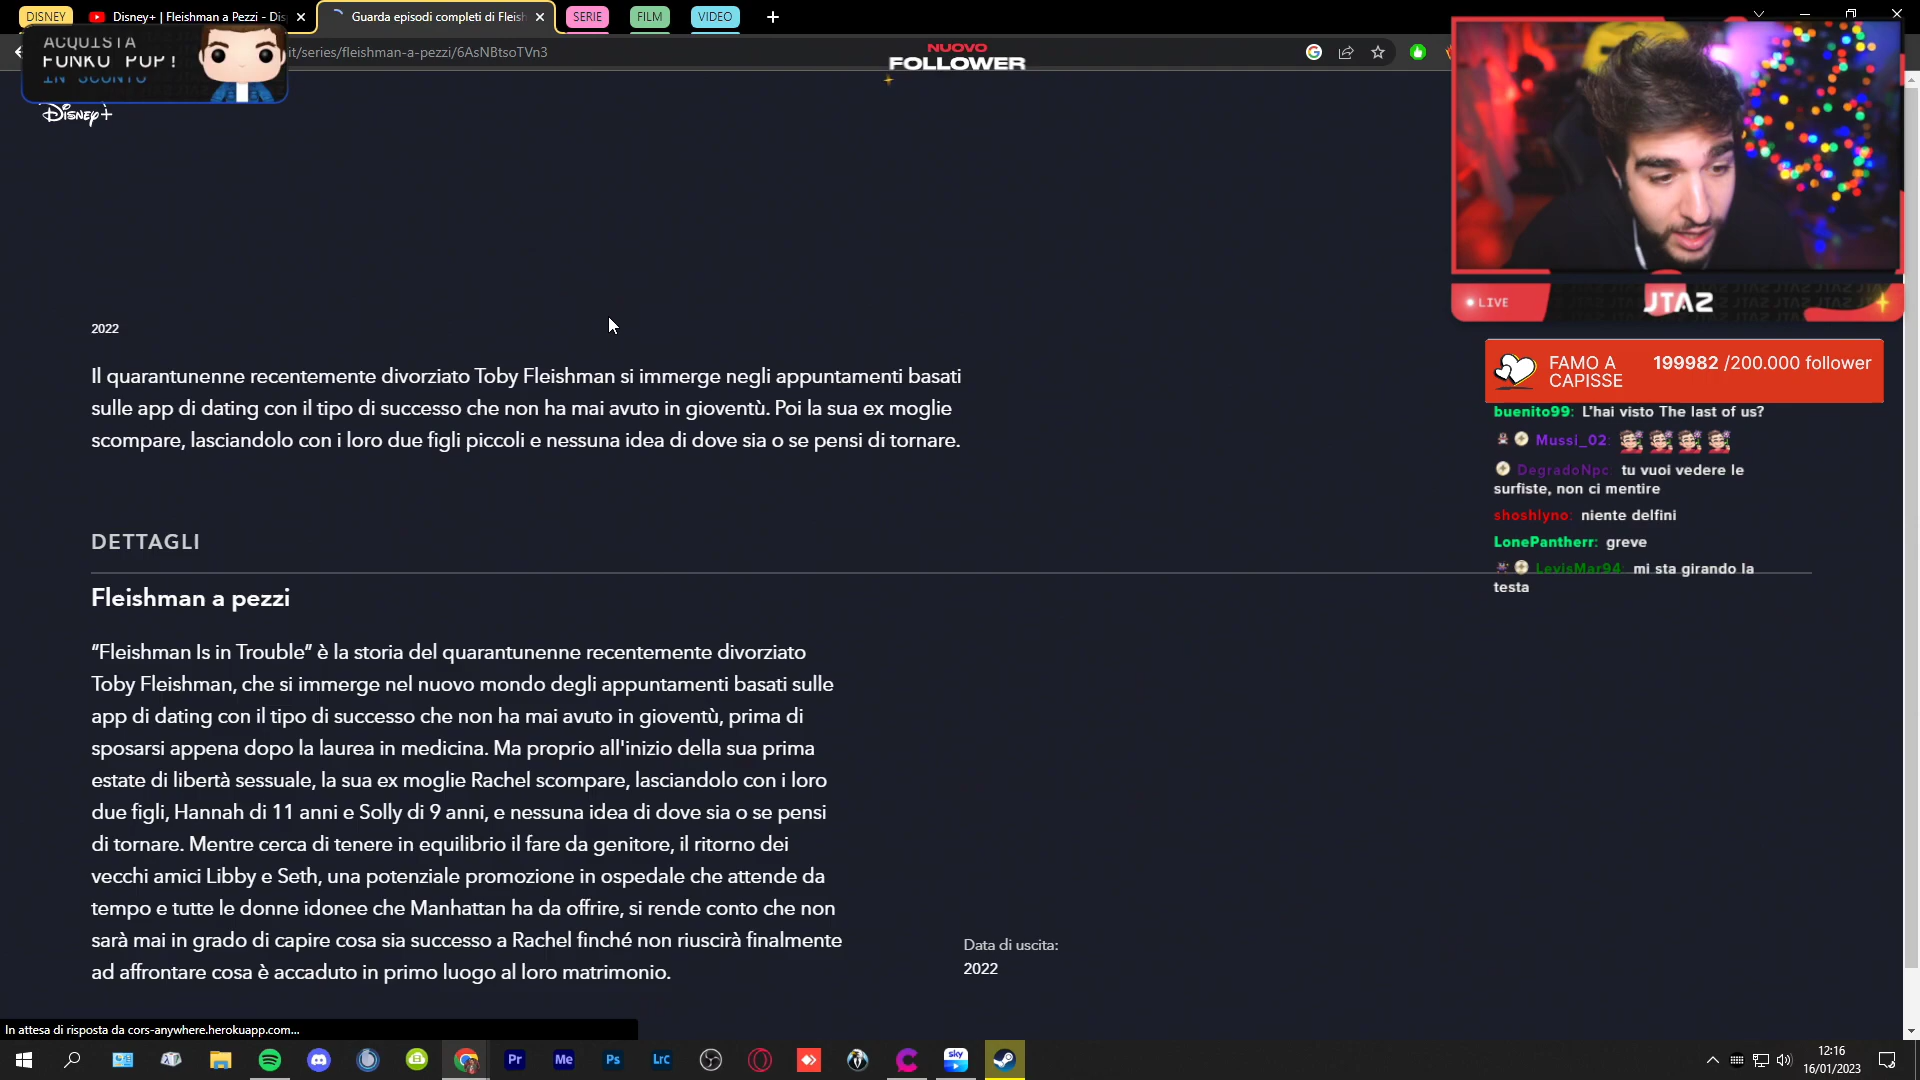 DISNEY
Disney+ | Fleishman a Pezzi - Dis
Guarda episodi completi di Fleish
SERIE
FILM
VIDEO
ACQUISTA
FUNKO POP!
IN SCONTO
it/series/fleishman-a-pezzi/6AsNBtsoTVn3
NUOVO
FOLLOWER
Disney+
LIVE
JTAZ
FAMO A CAPISSE
199982 /200.000 follower
buenito99: L'hai visto The last of us?
Mussi_02:
DegradoNpc: tu vuoi vedere le
surfiste, non ci mentire
shoshlyno: niente delfini
LonePantherr: greve
LevisMar94: mi sta girando la
testa
2022
Il quarantunenne recentemente divorziato Toby Fleishman si immerge negli appuntamenti basati
sulle app di dating con il tipo di successo che non ha mai avuto in gioventù. Poi la sua ex moglie
scompare, lasciandolo con i loro due figli piccoli e nessuna idea di dove sia o se pensi di tornare.
DETTAGLI
Fleishman a pezzi
“Fleishman Is in Trouble” è la storia del quarantunenne recentemente divorziato
Toby Fleishman, che si immerge nel nuovo mondo degli appuntamenti basati sulle
app di dating con il tipo di successo che non ha mai avuto in gioventù, prima di
sposarsi appena dopo la laurea in medicina. Ma proprio all'inizio della sua prima
estate di libertà sessuale, la sua ex moglie Rachel scompare, lasciandolo con i loro
due figli, Hannah di 11 anni e Solly di 9 anni, e nessuna idea di dove sia o se pensi
di tornare. Mentre cerca di tenere in equilibrio il fare da genitore, il ritorno dei
vecchi amici Libby e Seth, una potenziale promozione in ospedale che attende da
tempo e tutte le donne idonee che Manhattan ha da offrire, si rende conto che non
sarà mai in grado di capire cosa sia successo a Rachel finché non riuscirà finalmente
ad affrontare cosa è accaduto in primo luogo al loro matrimonio.
Data di uscita:
2022
In attesa di risposta da cors-anywhere.herokuapp.com...
Pr
Me
Ps
LrC
sky
12:16
16/01/2023